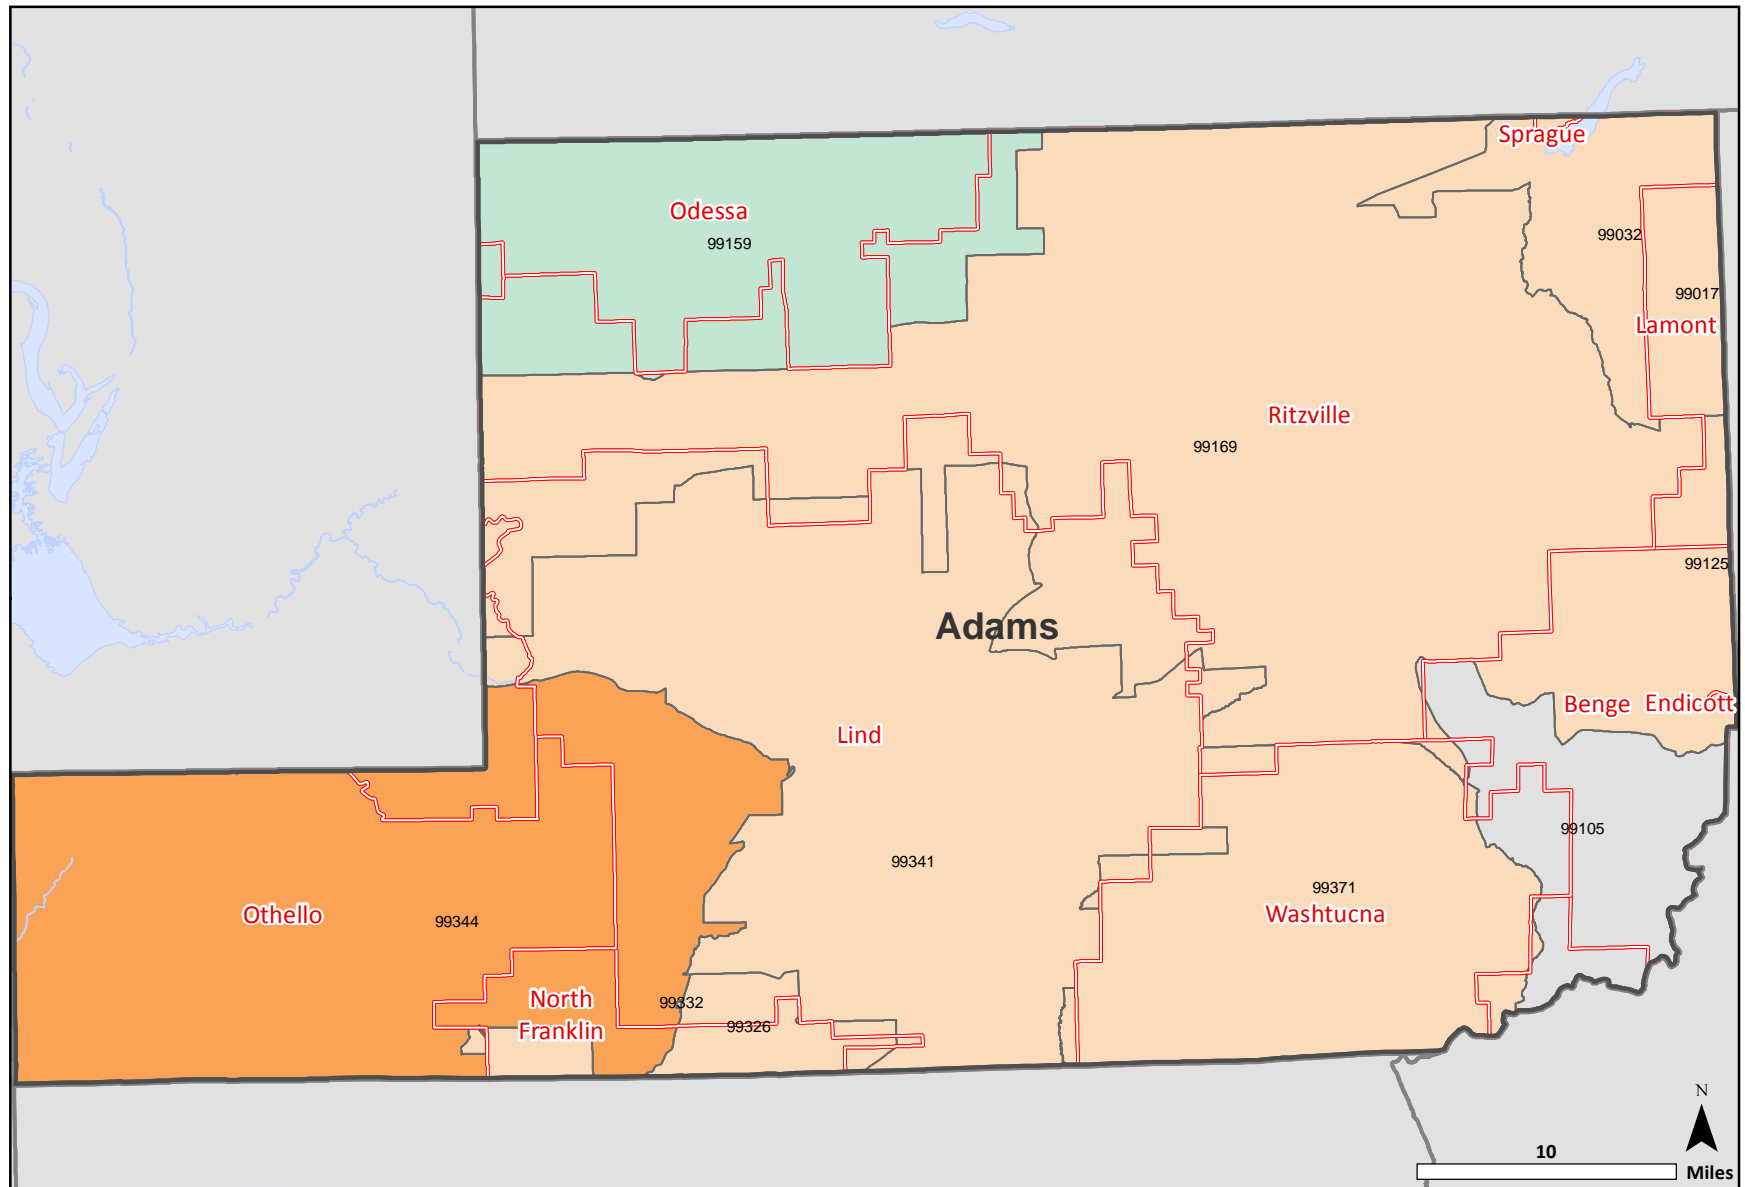 Sprague
Odessa
99159
99032
99017
Lamont
Ritzville
99169
99125
Adams
Benge
Endicott
Lind
99105
99341
99371
Washtucna
Othello
99344
North
Franklin
99332
99326
N
10
Miles